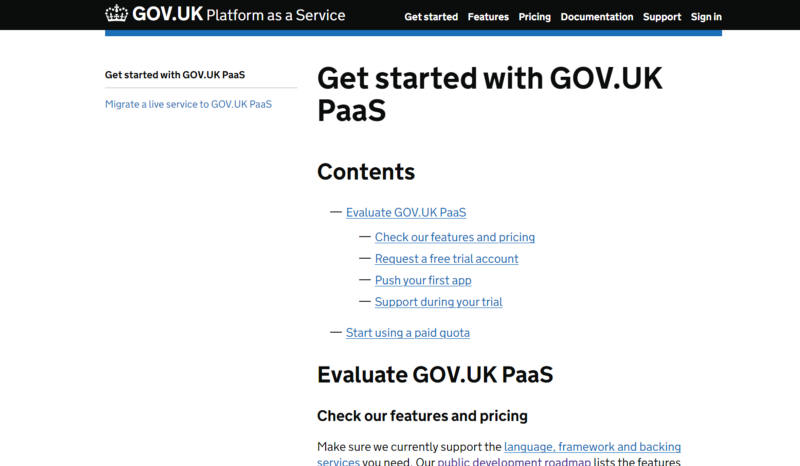 GOV.UK Platform as a Service
Get started Features Pricing Documentation Support Sign in
Get started with GOV.UK PaaS
Migrate a live service to GOV.UK PaaS
Get started with GOV.UK
PaaS
Contents
— Evaluate GOV.UK PaaS
— Check our features and pricing
— Request a free trial account
— Push your first app
— Support during your trial
— Start using a paid quota
Evaluate GOV.UK PaaS
Check our features and pricing
Make sure we currently support the language, framework and backing
services you need. Our public development roadmap lists the features